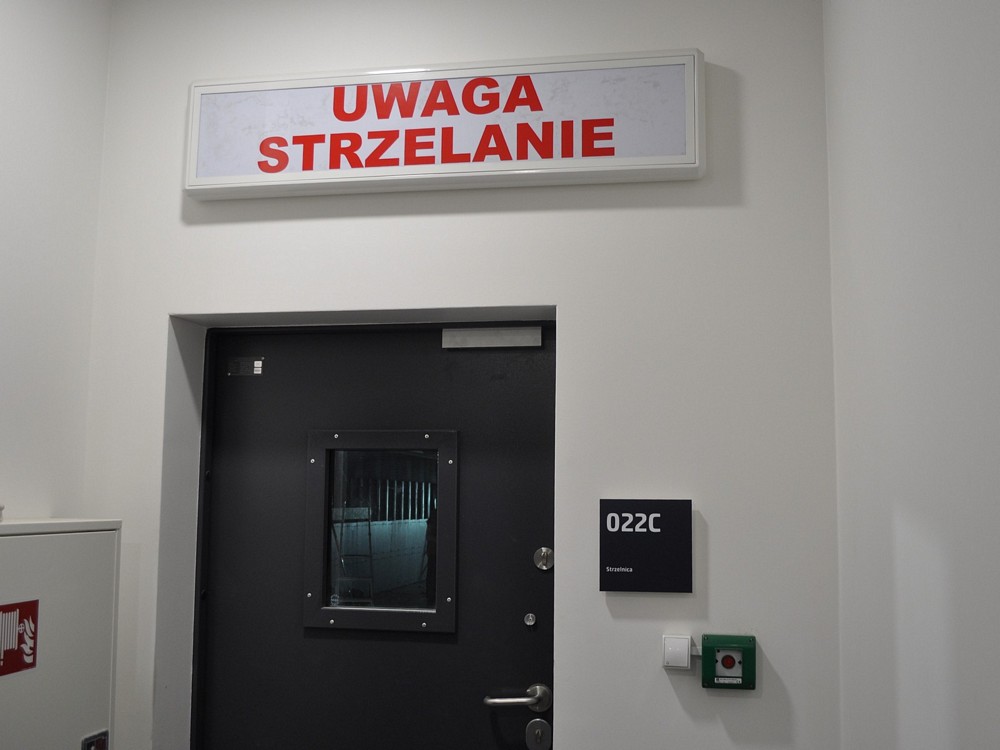 UWAGA
STRZELANIE
022C
Strzelnica